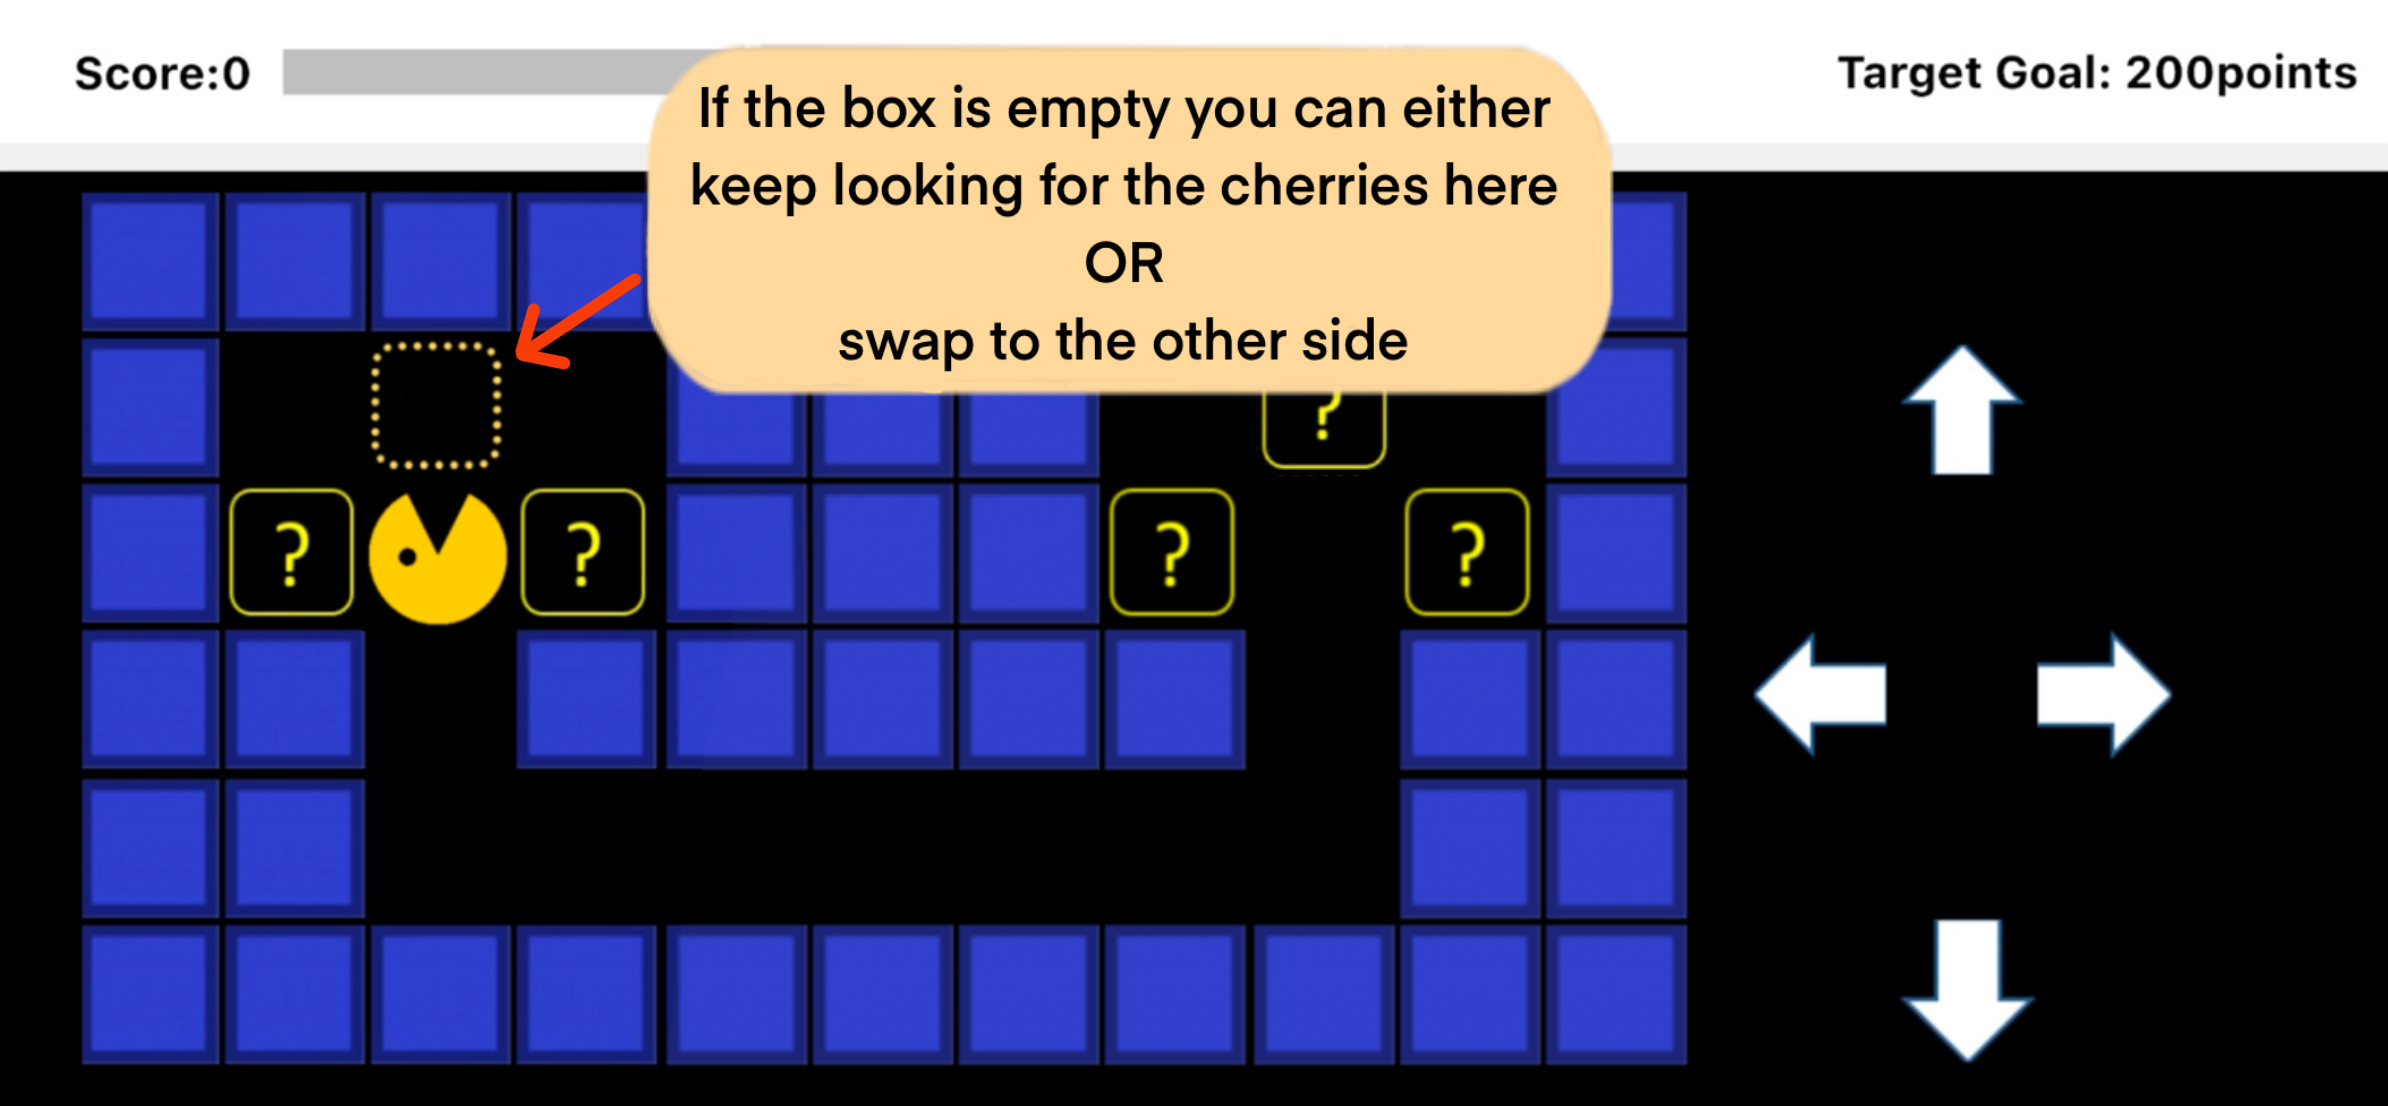 Score:0
Target Goal: 200points
If the box is empty you can either
keep looking for the cherries here
OR
swap to the other side
?
? ? ? ?